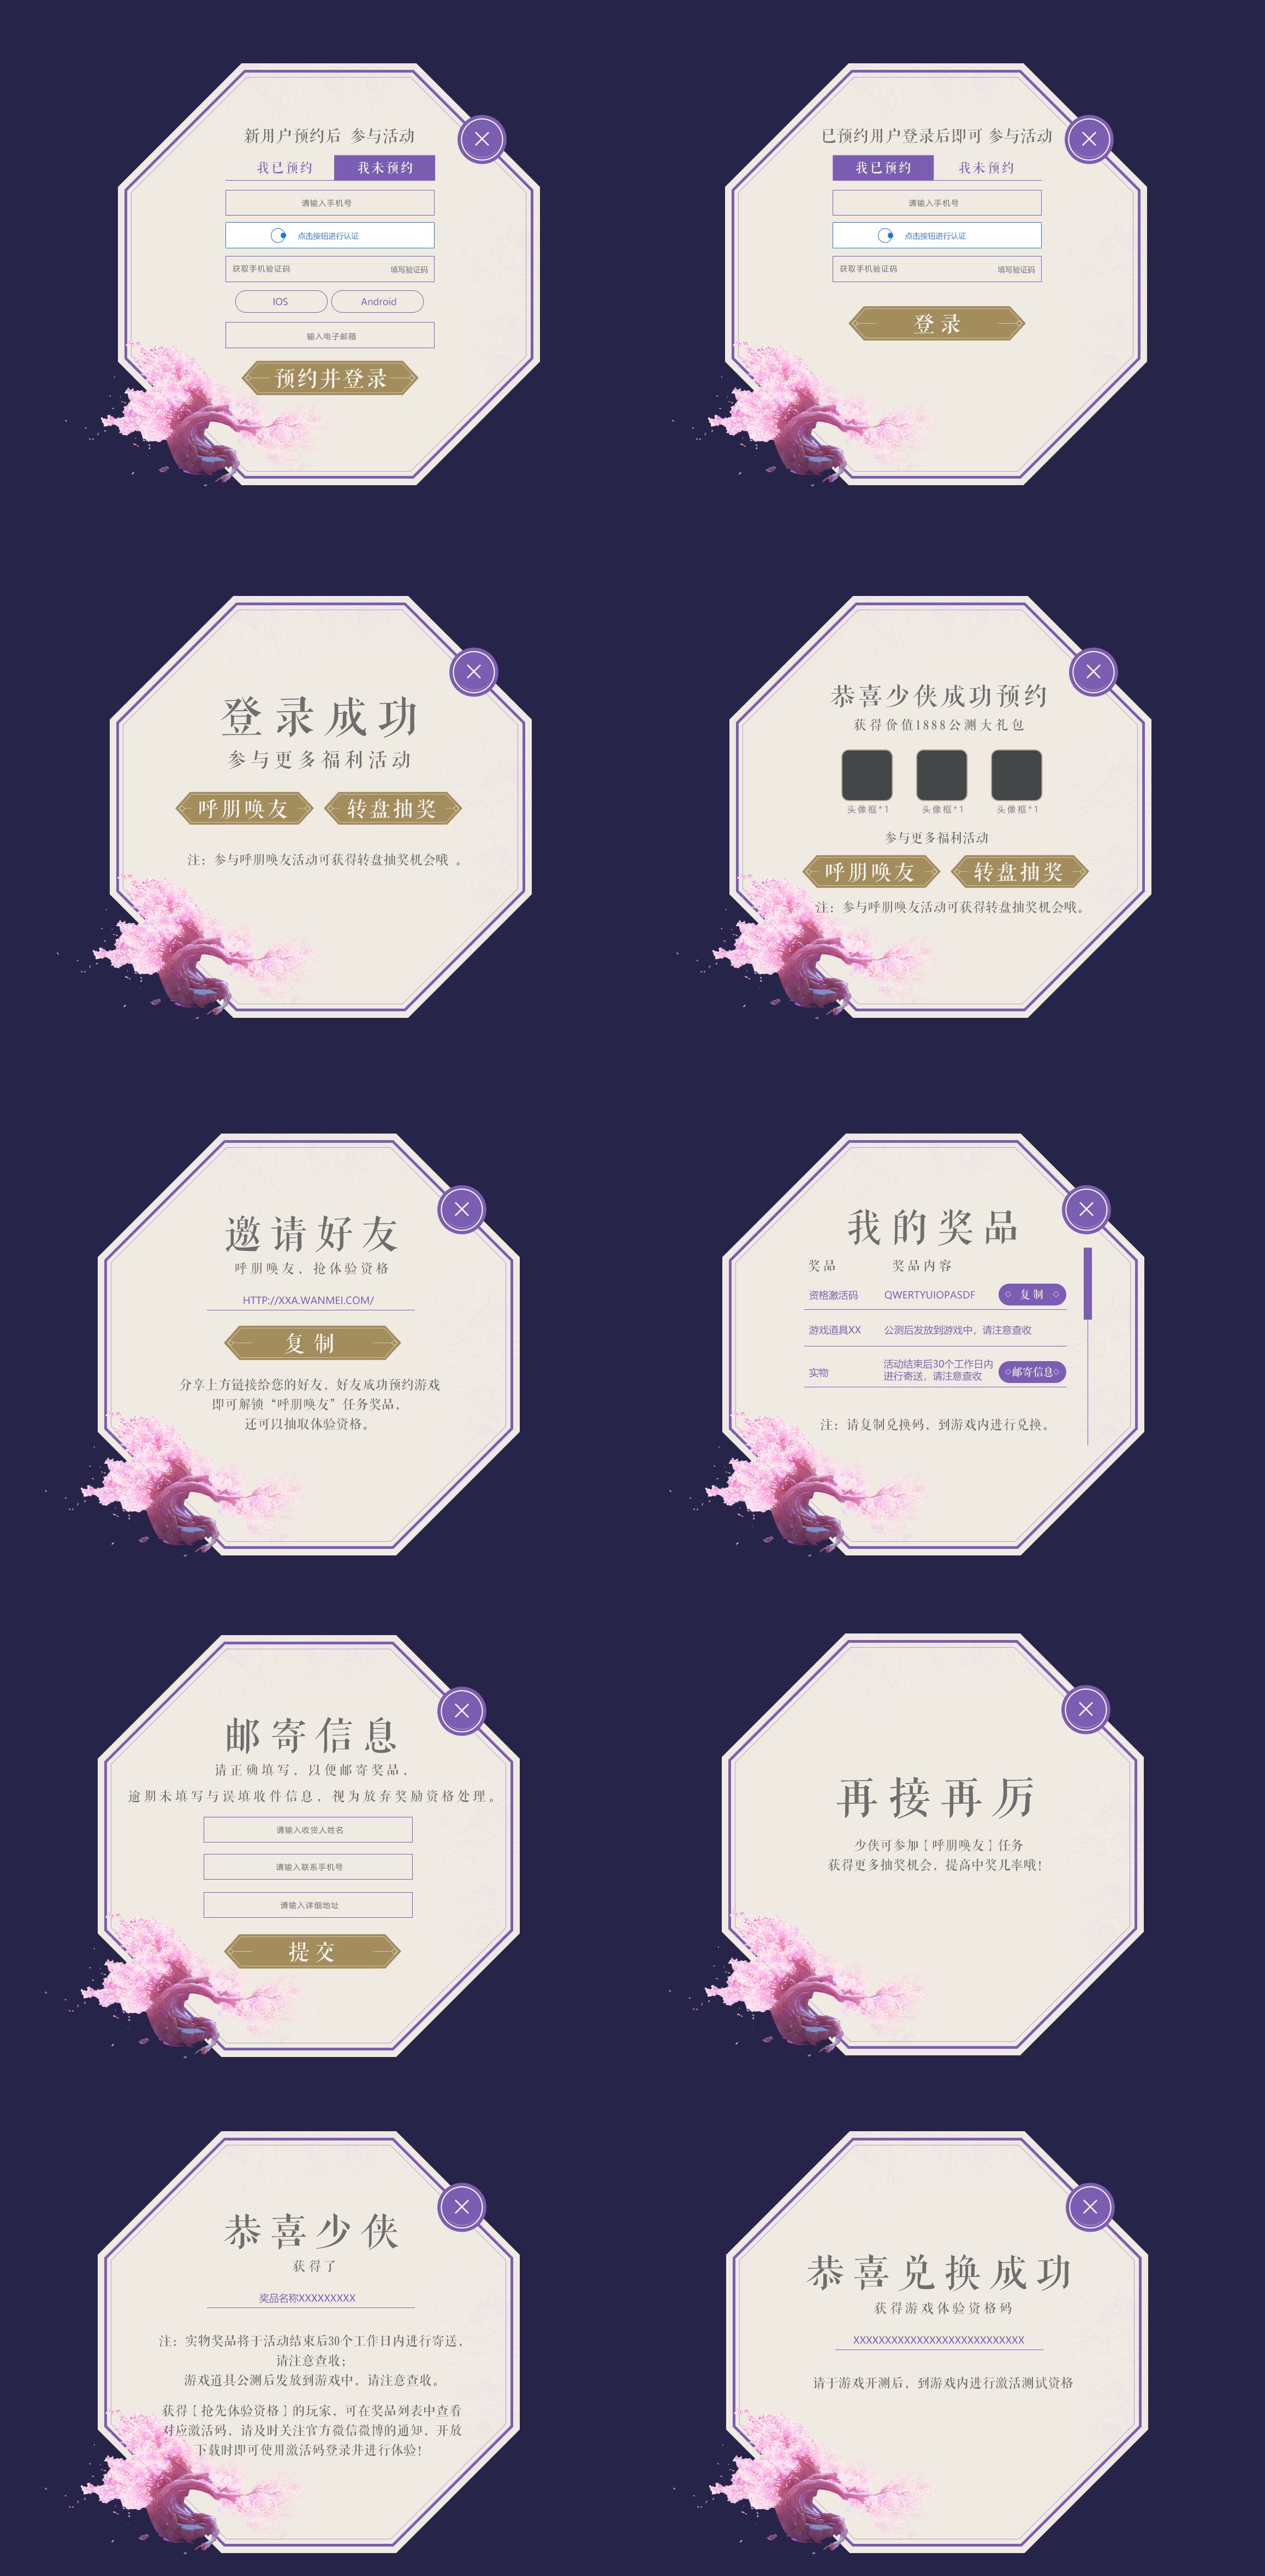 新用户预约后 参与活动
我已预约 我未预约
请输入手机号
点击按钮进行认证
获取手机验证码 填写验证码
IOS Android
输入电子邮箱
预约并登录
已预约用户登录后即可 参与活动
我已预约 我未预约
请输入手机号
点击按钮进行认证
获取手机验证码 填写验证码
登录
登录成功
参与更多福利活动
呼朋唤友 转盘抽奖
注：参与呼朋唤友活动可获得转盘抽奖机会哦 。
恭喜少侠成功预约
获得价值1888公测大礼包
头像框*1 头像框*1 头像框*1
参与更多福利活动
呼朋唤友 转盘抽奖
注：参与呼朋唤友活动可获得转盘抽奖机会哦。
邀请好友
呼朋唤友，抢体验资格
HTTP://XXA.WANMEI.COM/
复制
分享上方链接给您的好友，好友成功预约游戏
即可解锁“呼朋唤友”任务奖品，
还可以抽取体验资格。
我的奖品
奖品 奖品内容
资格激活码 QWERTYUIOPASDF 复制
游戏道具XX 公测后发放到游戏中，请注意查收
实物 活动结束后30个工作日内
进行寄送，请注意查收 邮寄信息
注：请复制兑换码，到游戏内进行兑换。
邮寄信息
请正确填写，以便邮寄奖品，
逾期未填写与误填收件信息，视为放弃奖励资格处理。
请输入收货人姓名
请输入联系手机号
请输入详细地址
提交
再接再厉
少侠可参加［呼朋唤友］任务
获得更多抽奖机会，提高中奖几率哦！
恭喜少侠
获得了
奖品名称XXXXXXXXX
注：实物奖品将于活动结束后30个工作日内进行寄送，
请注意查收；
游戏道具公测后发放到游戏中，请注意查收。
获得［抢先体验资格］的玩家，可在奖品列表中查看
对应激活码，请及时关注官方微信微博的通知，开放
下载时即可使用激活码登录并进行体验！
恭喜兑换成功
获得游戏体验资格码
XXXXXXXXXXXXXXXXXXXXXXXXXXX
请于游戏开测后，到游戏内进行激活测试资格